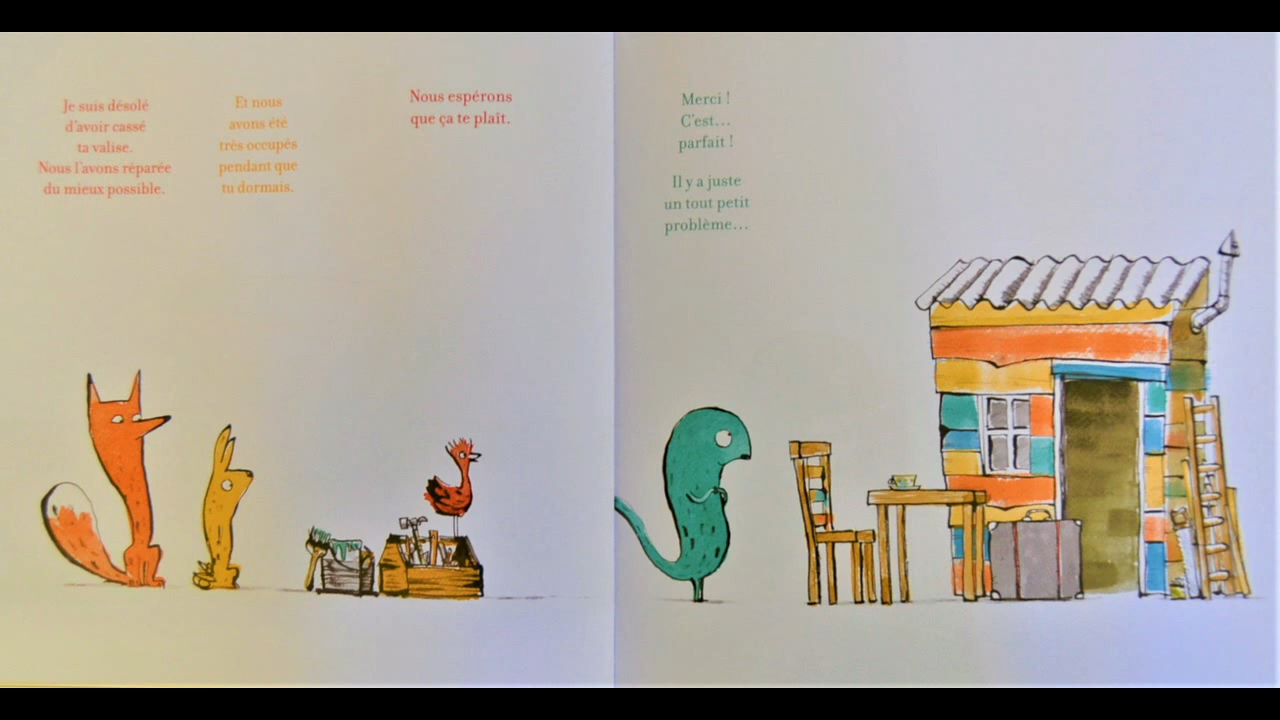 Je suis désolé
d'avoir cassé
ta valise.
Nous l'avons réparée
du mieux possible.
Et nous
avons été
très occupés
pendant que
tu dormais.
Nous espérons
que ça te plaît.
Merci !
C'est...
parfait !
Il y a juste
un tout petit
problème...